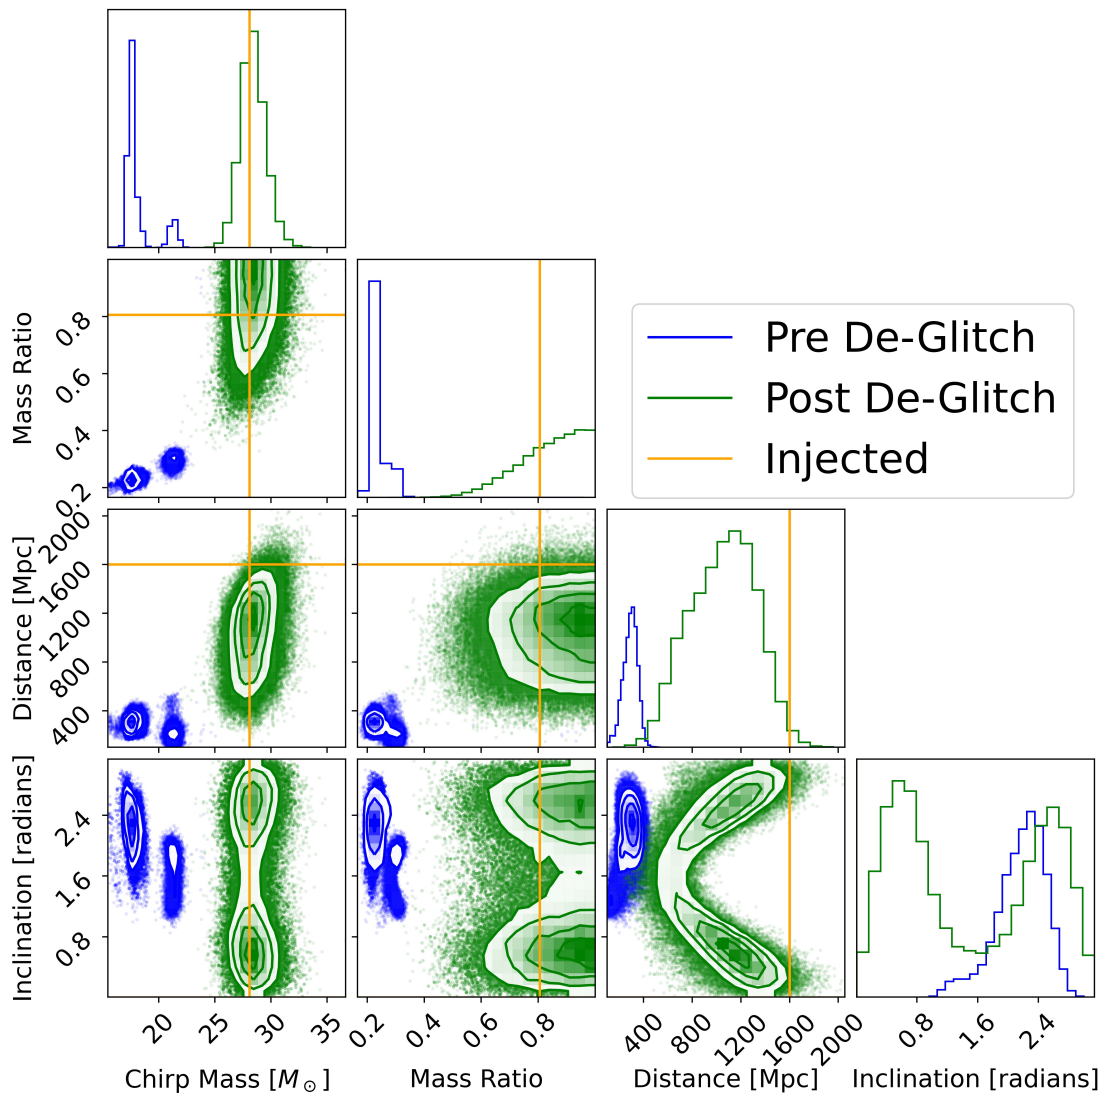 Mass Ratio
0.8
0.6
0.4
0.2
Pre De-Glitch
Post De-Glitch
Injected
Distance [Mpc]
2000
1600
1200
800
400
Inclination [radians]
2.4
1.6
0.8
20
25
30
35
0.2
0.4
0.6
0.8
400
800
1200
1600
2000
0.8
1.6
2.4
Chirp Mass [M⊙]
Mass Ratio
Distance [Mpc]
Inclination [radians]